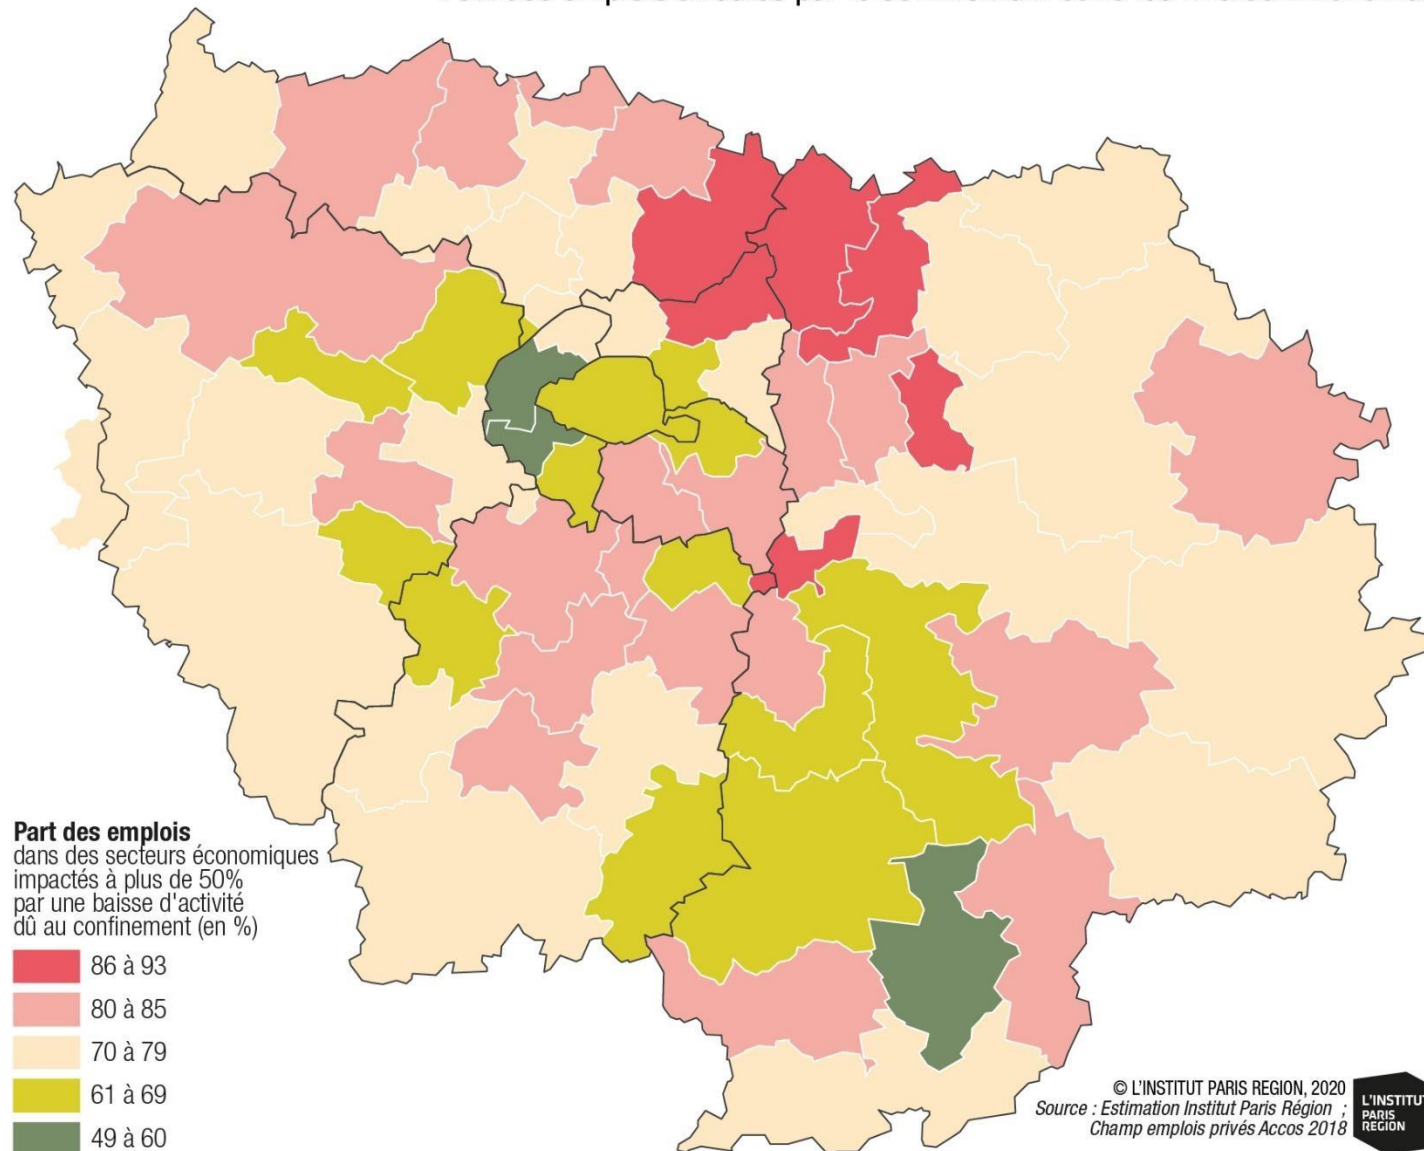 Part des emplois
dans des secteurs économiques
impactés à plus de 50%
par une baisse d'activité
dû au confinement (en %)
86 à 93
80 à 85
70 à 79
61 à 69
49 à 60
© L'INSTITUT PARIS REGION, 2020
Source : Estimation Institut Paris Région ;
Champ emplois privés Accos 2018
L'INSTITUT
PARIS
REGION